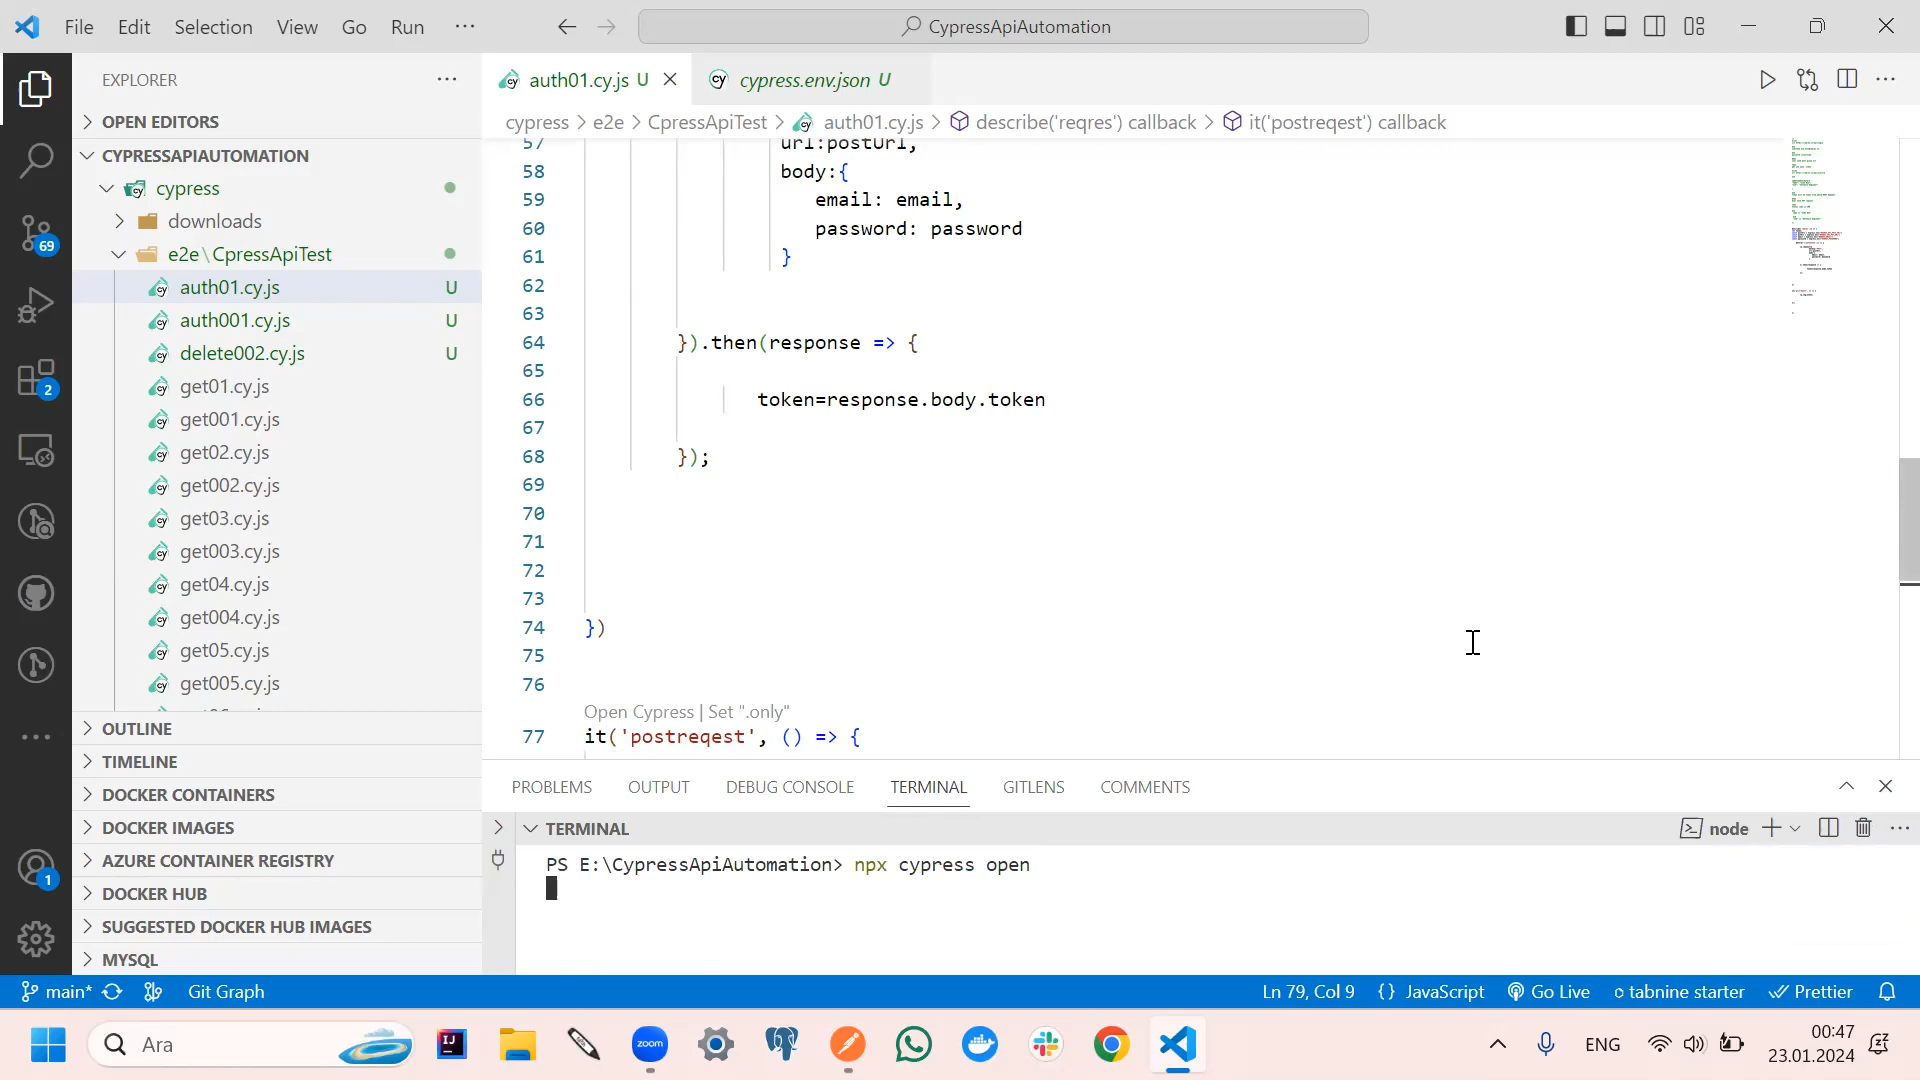 File Edit Selection View Go Run ···
CypressApiAutomation
EXPLORER
OPEN EDITORS
CYPRESSAPIAUTOMATION
cypress
downloads
e2e\CpressApiTest
auth01.cy.js U
auth001.cy.js U
delete002.cy.js U
get01.cy.js
get001.cy.js
get02.cy.js
get002.cy.js
get03.cy.js
get003.cy.js
get04.cy.js
get004.cy.js
get05.cy.js
get005.cy.js
OUTLINE
TIMELINE
DOCKER CONTAINERS
DOCKER IMAGES
AZURE CONTAINER REGISTRY
DOCKER HUB
SUGGESTED DOCKER HUB IMAGES
MYSQL
69
2
1
auth01.cy.js U
cypress.env.json U
cypress > e2e > CpressApiTest > auth01.cy.js > describe('reqres') callback > it('postreqest') callback
57 url:postUrl,
58 body:{
59 email: email,
60 password: password
61 }
62
63
64 }).then(response => {
65
66 token=response.body.token
67
68 });
69
70
71
72
73
74 })
75
76
Open Cypress | Set ".only"
77 it('postreqest', () => {
PROBLEMS OUTPUT DEBUG CONSOLE TERMINAL GITLENS COMMENTS
TERMINAL
node
PS E:\CypressApiAutomation> npx cypress open
main* Git Graph
Ln 79, Col 9 {} JavaScript Go Live tabnine starter Prettier
Ara
zoom
ENG
00:47
23.01.2024